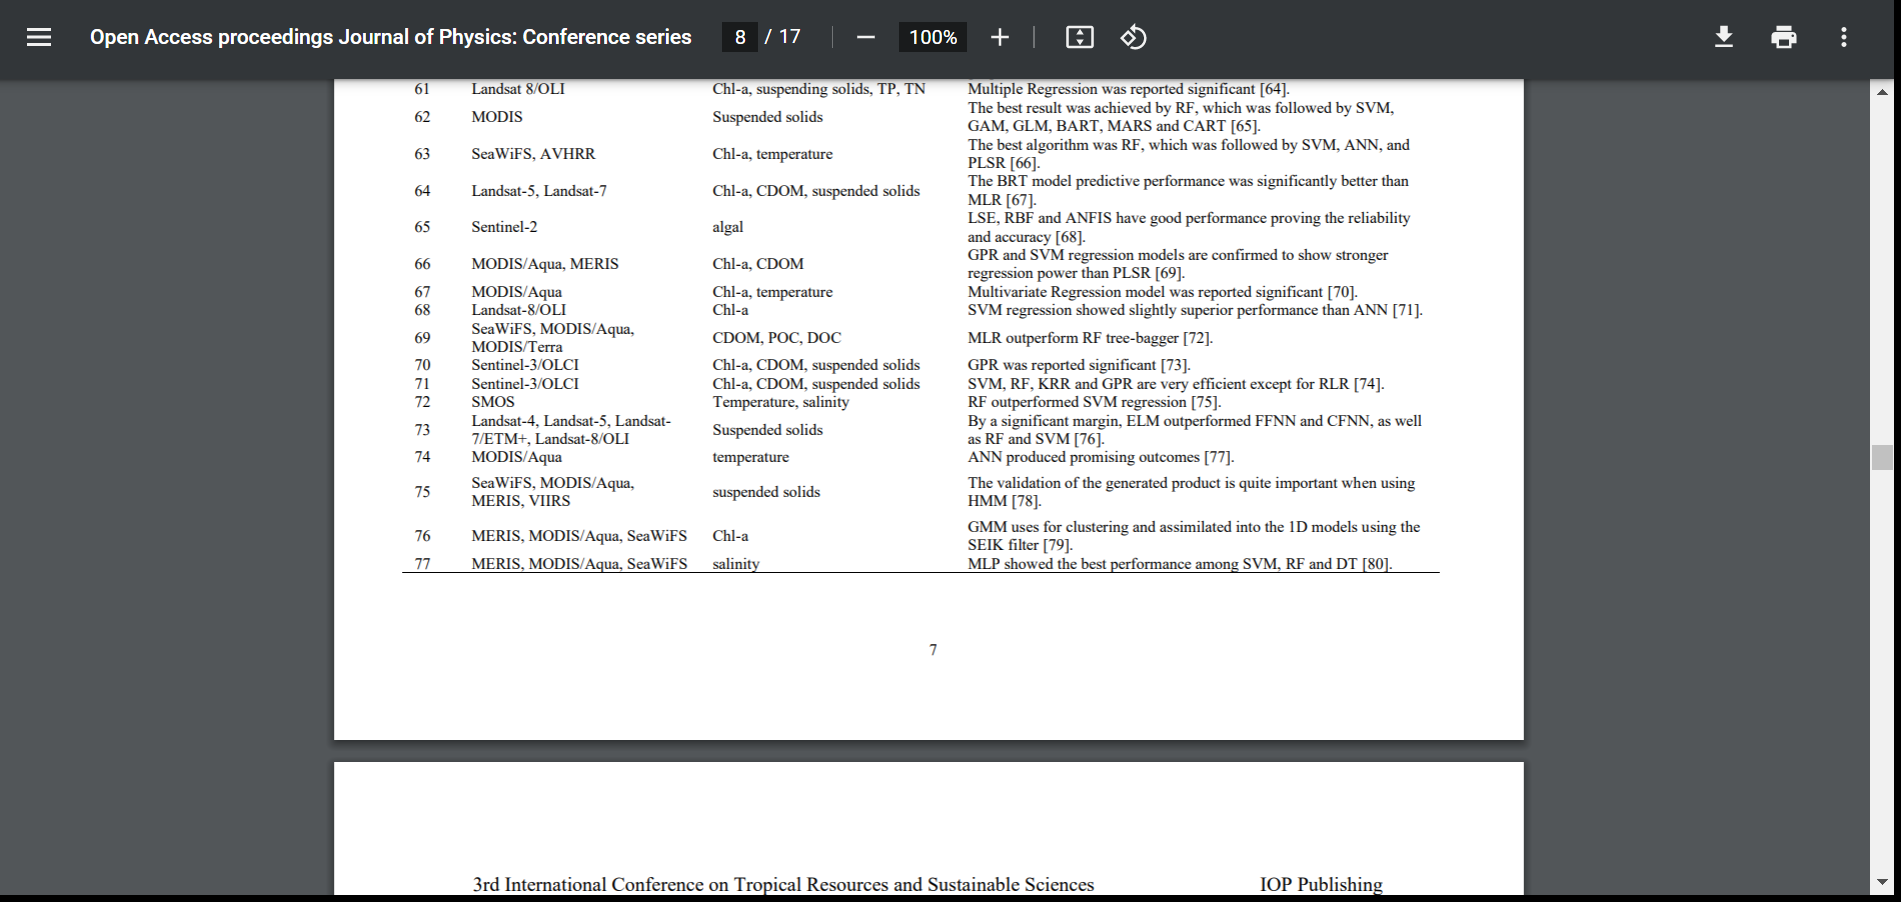 Open Access proceedings Journal of Physics: Conference series 8 / 17 100%
61 Landsat 8/OLI Chl-a, suspending solids, TP, TN Multiple Regression was reported significant [64].
62 MODIS Suspended solids The best result was achieved by RF, which was followed by SVM,
GAM, GLM, BART, MARS and CART [65].
63 SeaWiFS, AVHRR Chl-a, temperature The best algorithm was RF, which was followed by SVM, ANN, and
PLSR [66].
64 Landsat-5, Landsat-7 Chl-a, CDOM, suspended solids The BRT model predictive performance was significantly better than
MLR [67].
65 Sentinel-2 algal LSE, RBF and ANFIS have good performance proving the reliability
and accuracy [68].
66 MODIS/Aqua, MERIS Chl-a, CDOM GPR and SVM regression models are confirmed to show stronger
regression power than PLSR [69].
67 MODIS/Aqua Chl-a, temperature Multivariate Regression model was reported significant [70].
68 Landsat-8/OLI Chl-a SVM regression showed slightly superior performance than ANN [71].
69 SeaWiFS, MODIS/Aqua,
MODIS/Terra CDOM, POC, DOC MLR outperform RF tree-bagger [72].
70 Sentinel-3/OLCI Chl-a, CDOM, suspended solids GPR was reported significant [73].
71 Sentinel-3/OLCI Chl-a, CDOM, suspended solids SVM, RF, KRR and GPR are very efficient except for RLR [74].
72 SMOS Temperature, salinity RF outperformed SVM regression [75].
73 Landsat-4, Landsat-5, Landsat-
7/ETM+, Landsat-8/OLI Suspended solids By a significant margin, ELM outperformed FFNN and CFNN, as well
as RF and SVM [76].
74 MODIS/Aqua temperature ANN produced promising outcomes [77].
75 SeaWiFS, MODIS/Aqua,
MERIS, VIIRS suspended solids The validation of the generated product is quite important when using
HMM [78].
76 MERIS, MODIS/Aqua, SeaWiFS Chl-a GMM uses for clustering and assimilated into the 1D models using the
SEIK filter [79].
77 MERIS, MODIS/Aqua, SeaWiFS salinity MLP showed the best performance among SVM, RF and DT [80].
7
3rd International Conference on Tropical Resources and Sustainable Sciences IOP Publishing